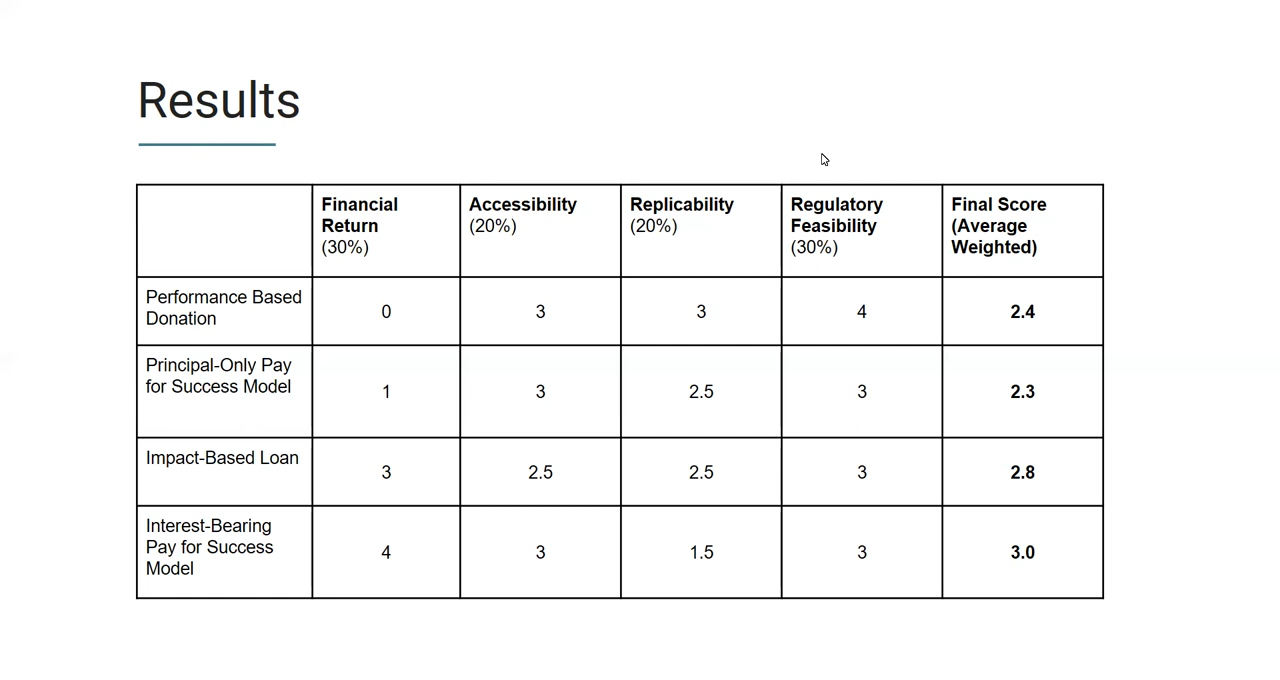 Results
Financial Return (30%) Accessibility (20%) Replicability (20%) Regulatory Feasibility (30%) Final Score (Average Weighted)
Performance Based Donation 0 3 3 4 2.4
Principal-Only Pay for Success Model 1 3 2.5 3 2.3
Impact-Based Loan 3 2.5 2.5 3 2.8
Interest-Bearing Pay for Success Model 4 3 1.5 3 3.0